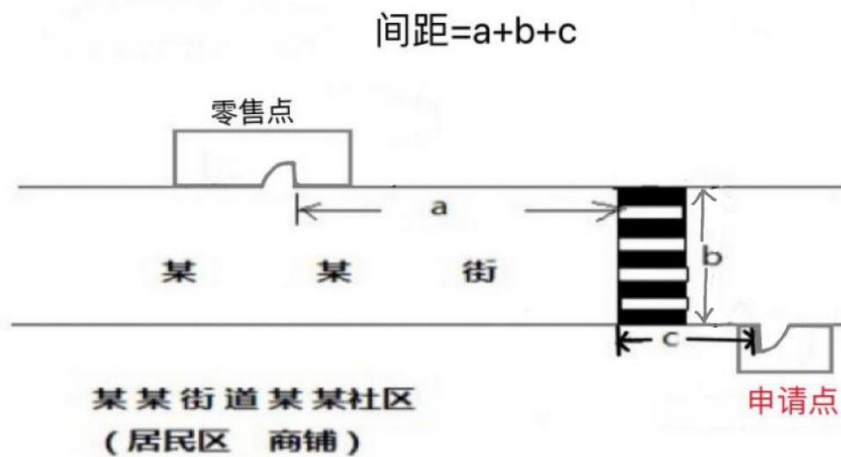 间距=a+b+c
零售点
a
某 某 街
b
c
申请点
某某街道某某社区
（居民区 商铺）